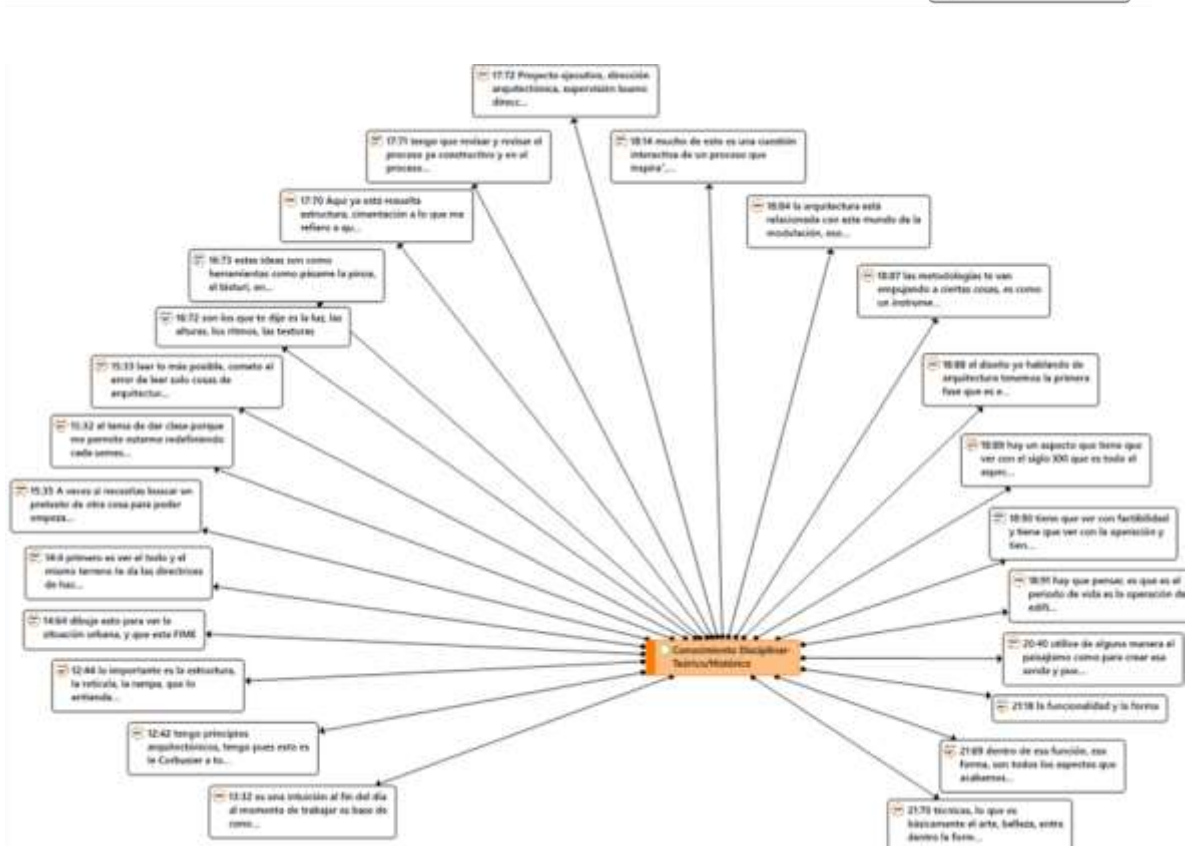 17:72 Proyecto ejecutivo, dirección
arquitectónica, supervisión bueno
direcc...
17:71 tengo que revisar y revisar el
proceso ya constructivo y en el
proceso...
18:14 mucho de esto es una cuestión
interactiva de un proceso que
inspira",...
17:70 Aquí ya está resuelta
estructura, cimentación a lo que me
refiero a qu...
18:84 la arquitectura está
relacionada con este mundo de la
modulación, eso...
16:73 estas ideas son como
herramientas como pásame la pinza,
el bisturí, en...
18:87 las metodologías te van
empujando a ciertas cosas, es como
un instrume...
16:72 son los que te dije es la luz, las
alturas, los ritmos, las texturas
15:33 leer lo más posible, cometo el
error de leer solo cosas de
arquitectur...
18:88 el diseño yo hablando de
arquitectura tenemos la primera
fase que es e...
15:32 el tema de dar clase porque
me permite estarme redefiniendo
cada semes...
18:89 hay un aspecto que tiene que
ver con el siglo XXI que es todo el
aspec...
15:35 A veces si necesitas buscar un
pretexto de otra cosa para poder
empeza...
18:90 tiene que ver con factibilidad
y tiene que ver con la operación y
tien...
14:4 primero es ver el todo y el
mismo terreno te da las directrices
de hac...
18:91 hay que pensar, es que es el
periodo de vida es la operación de
edifi...
14:64 dibujo esto para ver la
situación urbana, y que esta FIME
20:40 utilice de alguna manera el
paisajismo como para crear esa
senda y pue...
Conocimiento Disciplinar-
Teórico/Histórico
12:44 lo importante es la estructura,
la retícula, la rampa, que lo
entienda...
21:18 la funcionalidad y la forma
12:42 tengo principios
arquitectónicos, tengo pues esto es
le Corbusier a to...
21:69 dentro de esa función, esa
forma, son todos los aspectos que
acabamos...
13:32 es una intuición al fin del día
al momento de trabajar es base de
cono...
21:70 técnicas, lo que es
básicamente el arte, belleza, entra
dentro la form...